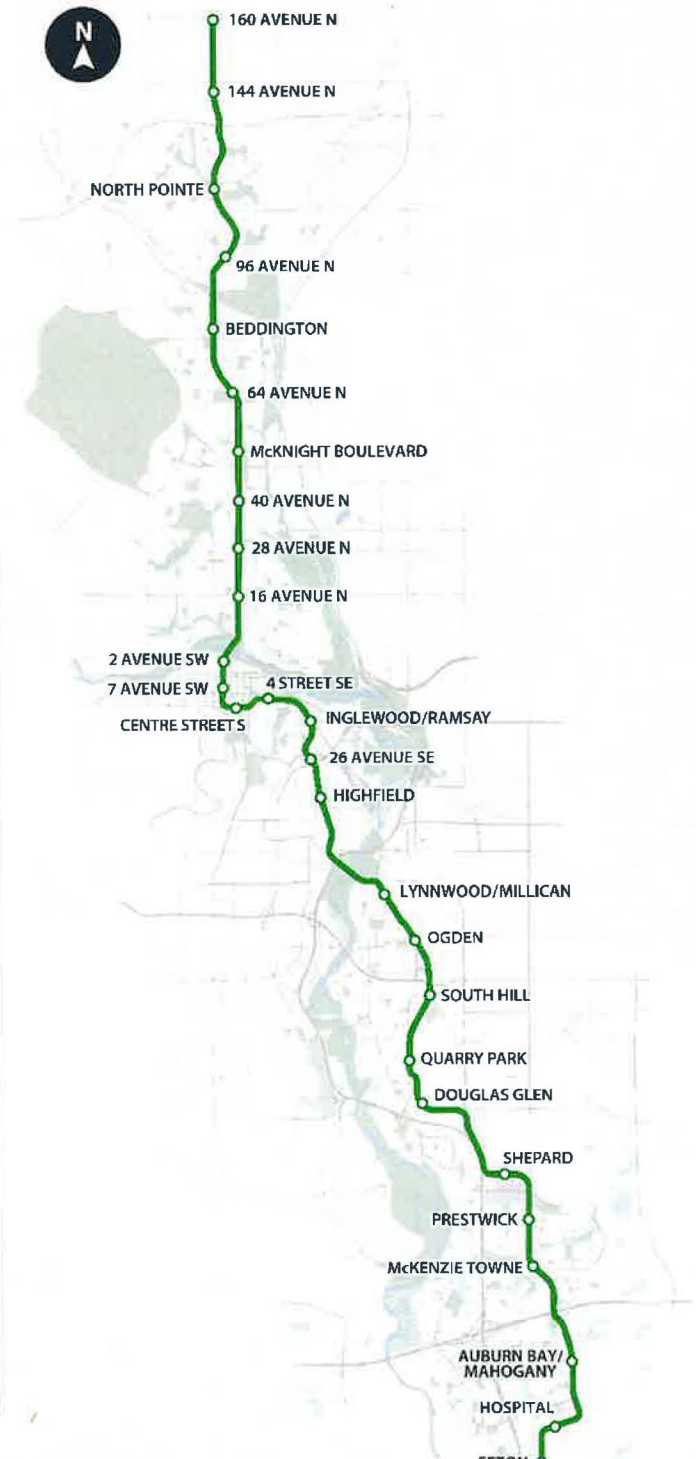 N
160 AVENUE N
144 AVENUE N
NORTH POINTE
96 AVENUE N
BEDDINGTON
64 AVENUE N
McKNIGHT BOULEVARD
40 AVENUE N
28 AVENUE N
16 AVENUE N
2 AVENUE SW
7 AVENUE SW
4 STREET SE
CENTRE STREET S
INGLEWOOD/RAMSAY
26 AVENUE SE
HIGHFIELD
LYNNWOOD/MILLICAN
OGDEN
SOUTH HILL
QUARRY PARK
DOUGLAS GLEN
SHEPARD
PRESTWICK
McKENZIE TOWNE
AUBURN BAY/
MAHOGANY
HOSPITAL